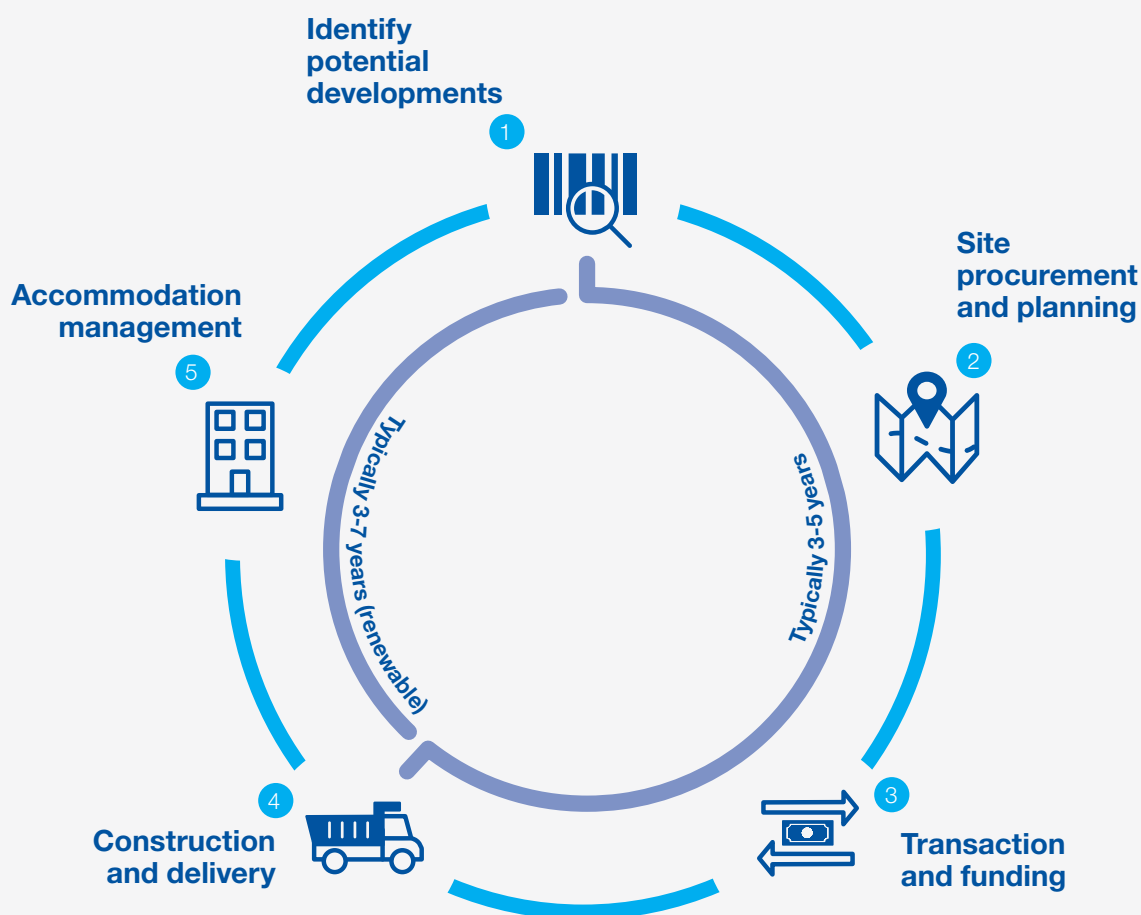 Identify
potential
developments
1
Site
procurement
and planning
2
Typically 3-5 years
3
Transaction
and funding
4
Construction
and delivery
Typically 3-7 years (renewable)
Accommodation
management
5